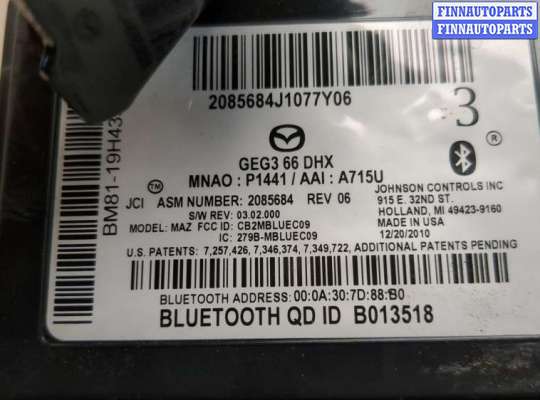 FINNAUTOPARTS
FINNAUTOPARTS
2085684J1077Y06
3
®
GEG3 66 DHX
MNAO : P1441 / AAI : A715U
BM81-19H43
TM
JCI ASM NUMBER: 2085684 REV 06
S/W REV: 03.02.000
MODEL: MAZ FCC ID: CB2MBLUEC09
IC: 279B-MBLUEC09
JOHNSON CONTROLS INC
915 E. 32ND ST.
HOLLAND, MI 49423-9160
MADE IN USA
12/20/2010
U.S. PATENTS: 7,257,426, 7,346,374, 7,349,722, ADDITIONAL PATENTS PENDING
BLUETOOTH ADDRESS: 00:0A:30:7D:88:B0
BLUETOOTH QD ID B013518